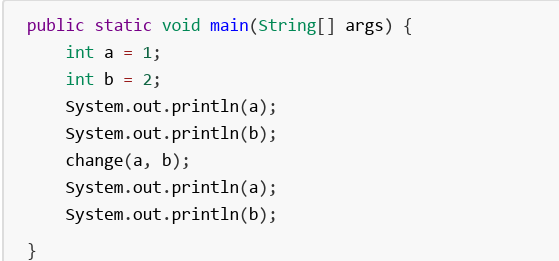 public static void main(String[] args) {
    int a = 1;
    int b = 2;
    System.out.println(a);
    System.out.println(b);
    change(a, b);
    System.out.println(a);
    System.out.println(b);
}